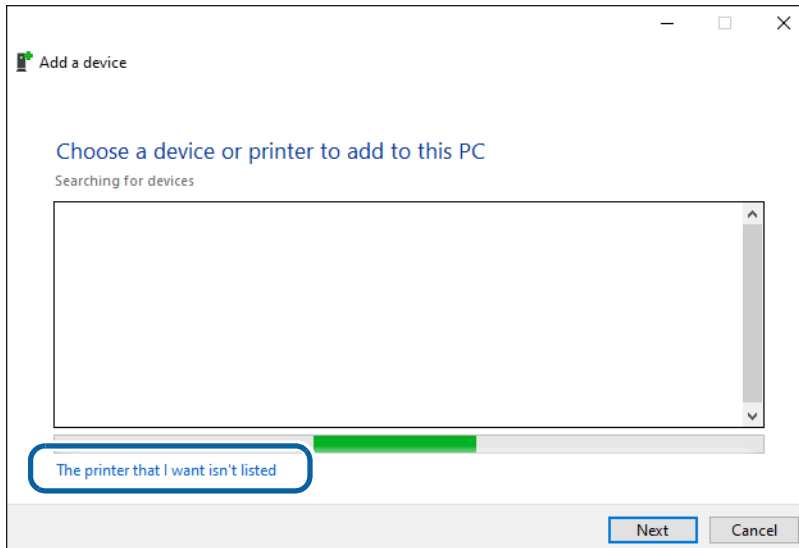 Add a device
Choose a device or printer to add to this PC
Searching for devices
The printer that I want isn't listed
Next
Cancel